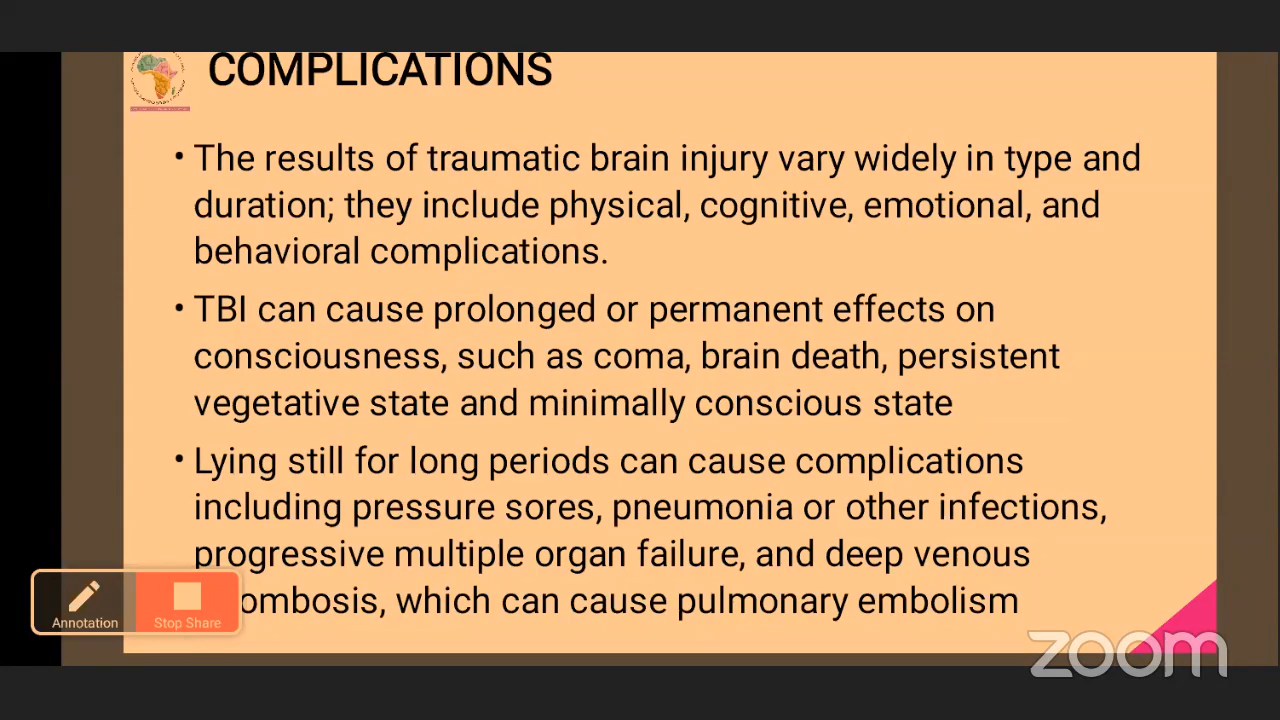 COMPLICATIONS
• The results of traumatic brain injury vary widely in type and
duration; they include physical, cognitive, emotional, and
behavioral complications.
• TBI can cause prolonged or permanent effects on
consciousness, such as coma, brain death, persistent
vegetative state and minimally conscious state
• Lying still for long periods can cause complications
including pressure sores, pneumonia or other infections,
progressive multiple organ failure, and deep venous
ombosis, which can cause pulmonary embolism
Annotation
Stop Share
zoom